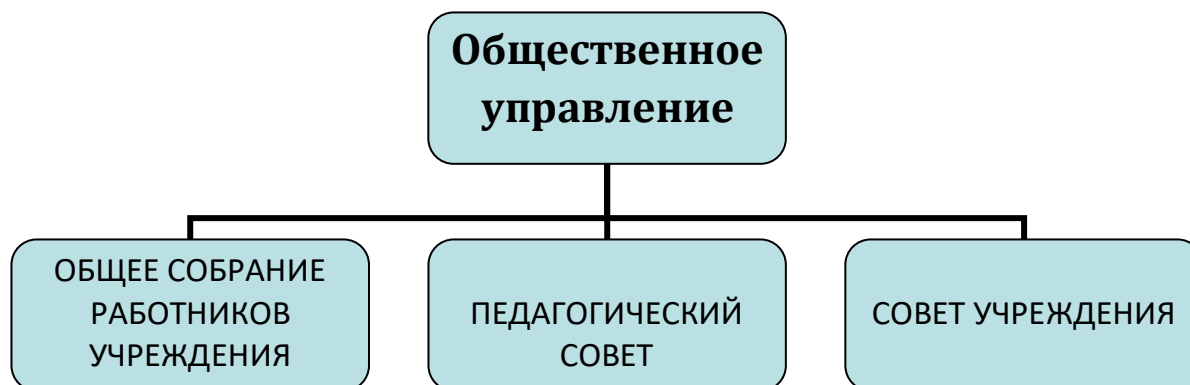 Общественное
управление
ОБЩЕЕ СОБРАНИЕ
РАБОТНИКОВ
УЧРЕЖДЕНИЯ
ПЕДАГОГИЧЕСКИЙ
СОВЕТ
СОВЕТ УЧРЕЖДЕНИЯ